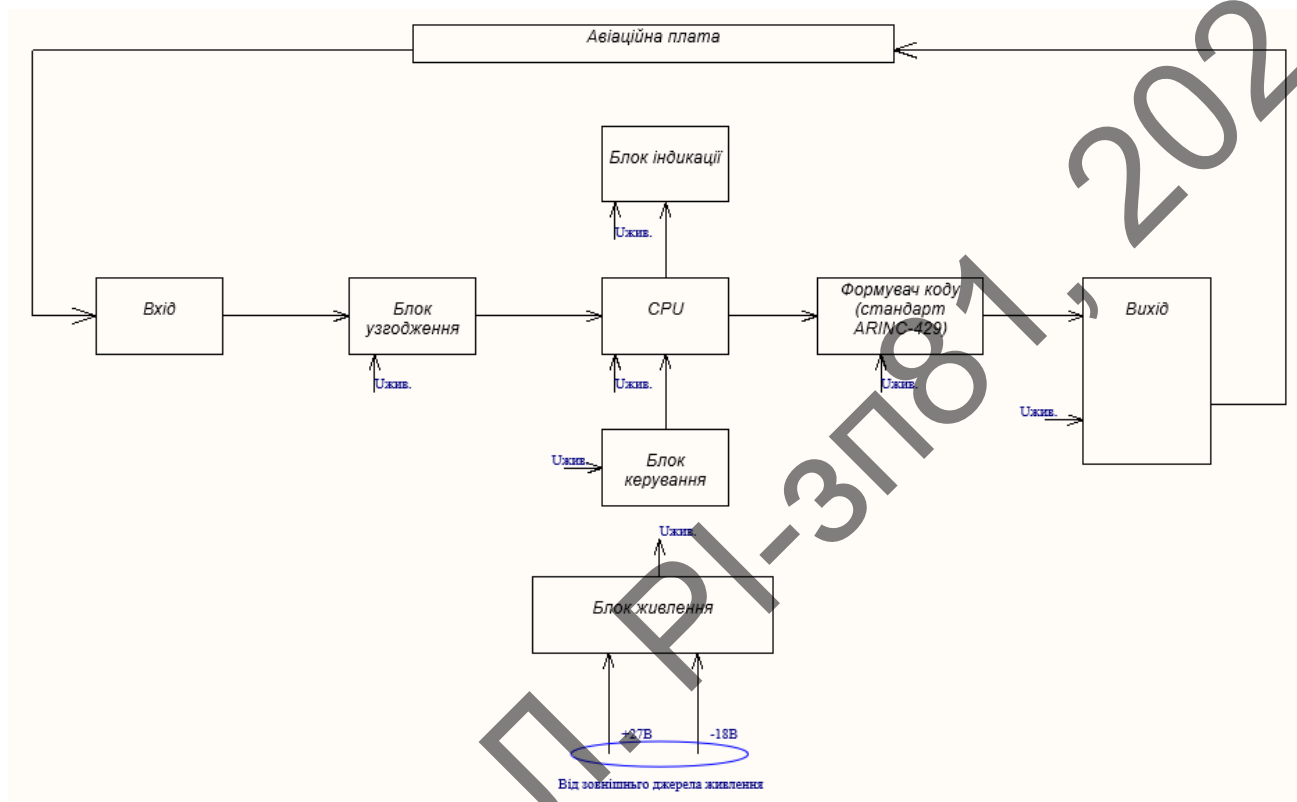 Авіаційна плата
Блок індикації
Uжив.
Вхід
Блок
узгодження
Uжив.
CPU
Uжив.
Формувач коду
(стандарт
ARINC-429)
Uжив.
Вихід
Uжив.
Uжив.
Блок
керування
Uжив.
Блок живлення
+27В
-18В
Від зовнішнього джерела живлення
П. РІ-зп81, 202